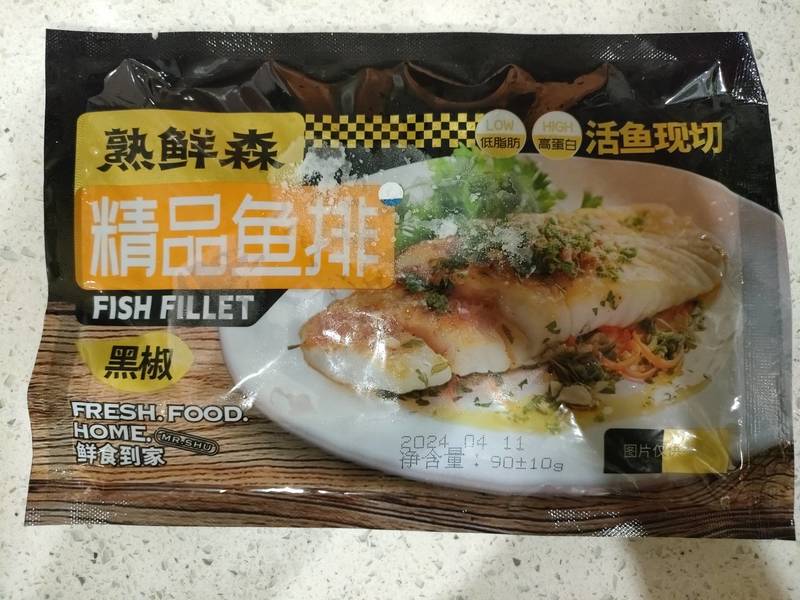 熟鲜森
LOW
低脂肪
HIGH
高蛋白
活鱼现切
精品鱼排
FISH FILLET
黑椒
FRESH.FOOD.
HOME. MR.SHU
鲜食到家
2024 04 11
净含量：90±10g
图片仅供